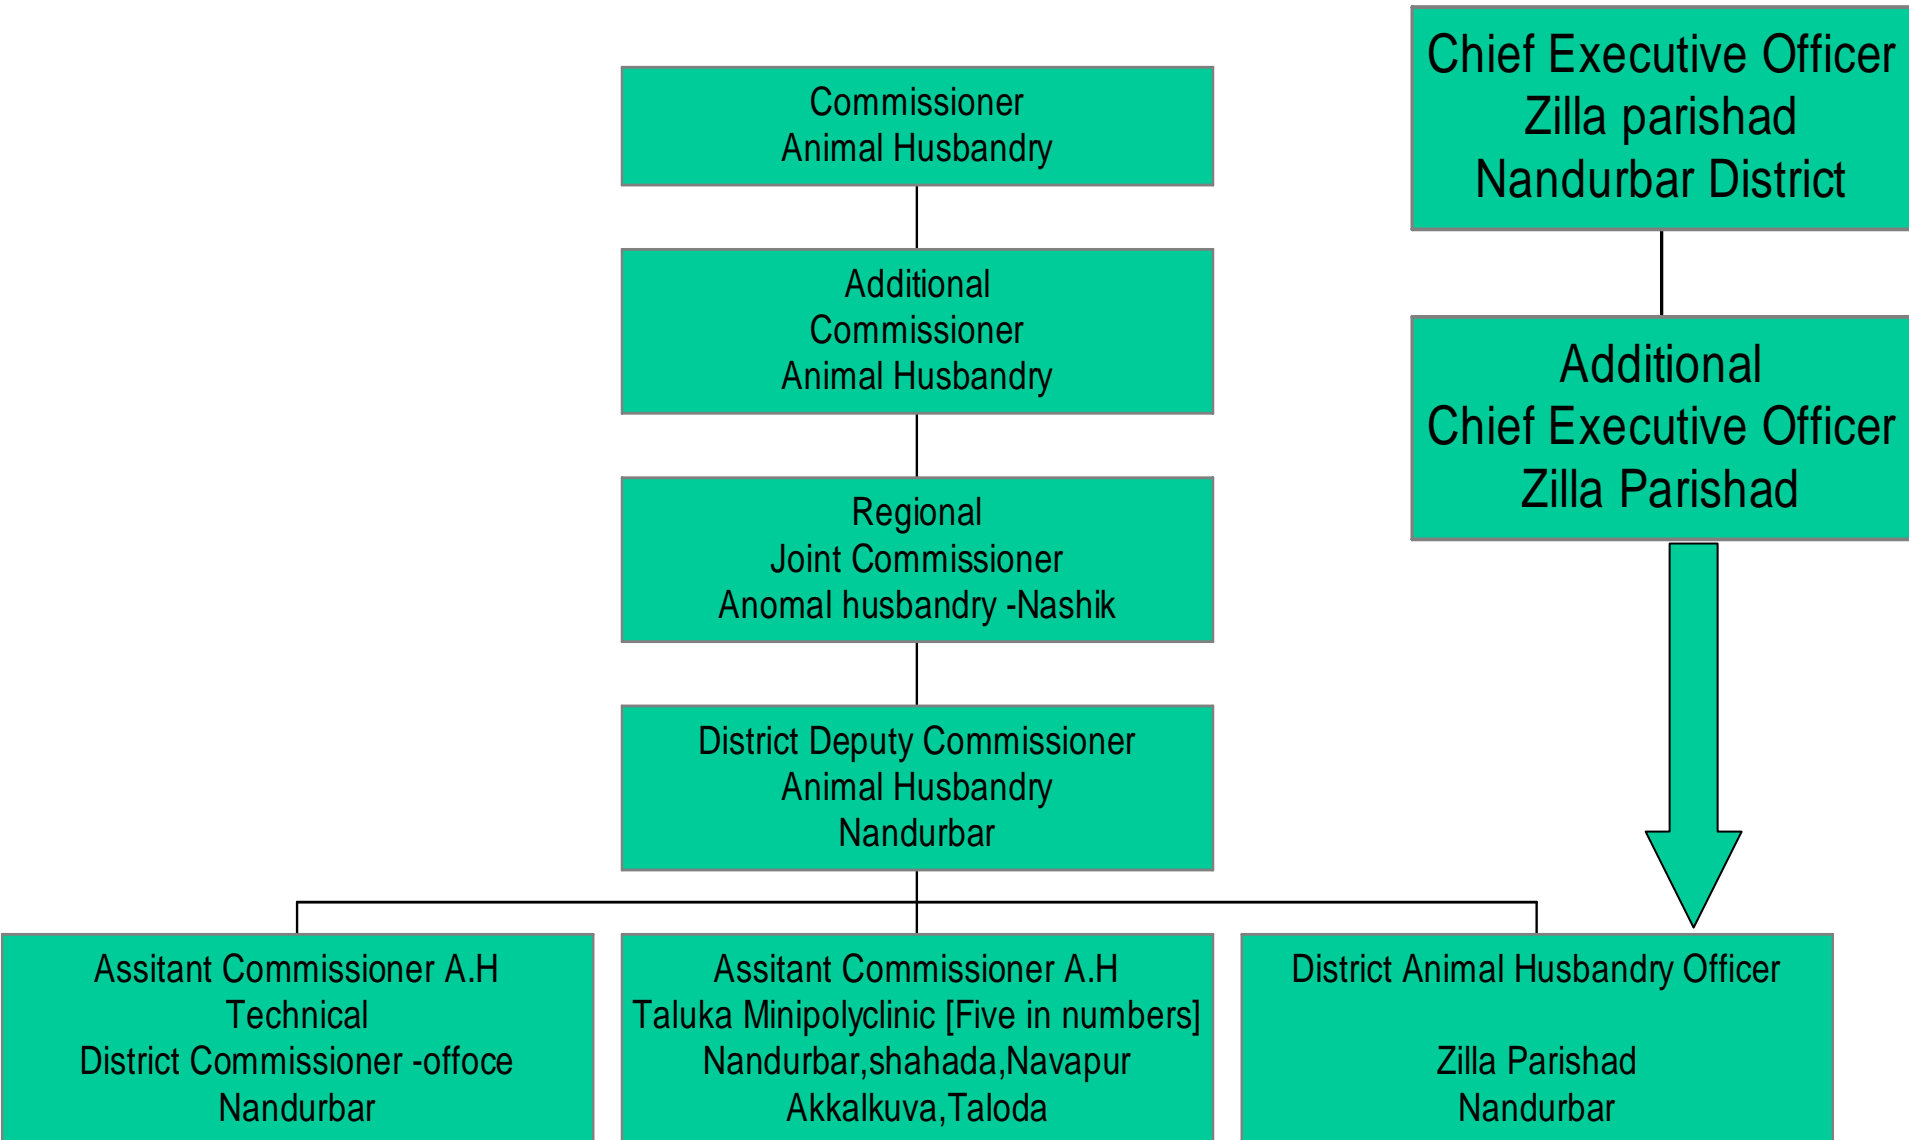 Commissioner
Animal Husbandry
Additional
Commissioner
Animal Husbandry
Regional
Joint Commissioner
Anomal husbandry -Nashik
District Deputy Commissioner
Animal Husbandry
Nandurbar
Assitant Commissioner A.H
Technical
District Commissioner -offoce
Nandurbar
Assitant Commissioner A.H
Taluka Minipolyclinic [Five in numbers]
Nandurbar,shahada,Navapur
Akkalkuva,Taloda
Chief Executive Officer
Zilla parishad
Nandurbar District
Additional
Chief Executive Officer
Zilla Parishad
District Animal Husbandry Officer
Zilla Parishad
Nandurbar